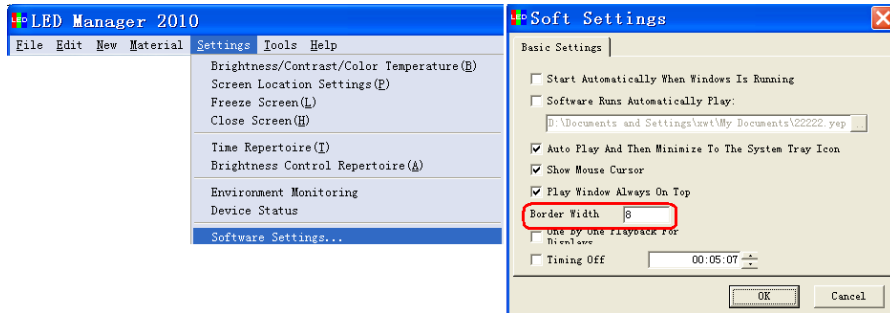 LED Manager 2010
File Edit New Material Settings Tools Help
Brightness/Contrast/Color Temperature(B)
Screen Location Settings(P)
Freeze Screen(L)
Close Screen(H)
Time Repertoire(T)
Brightness Control Repertoire(A)
Environment Monitoring
Device Status
Software Settings...
Soft Settings
Basic Settings
Start Automatically When Windows Is Running
Software Runs Automatically Play:
D:\Documents and Settings\xwt\My Documents\22222.yep ...
Auto Play And Then Minimize To The System Tray Icon
Show Mouse Cursor
Play Window Always On Top
Border Width 8
One By One Playback For
Displays
Timing Off 00:05:07
OK Cancel